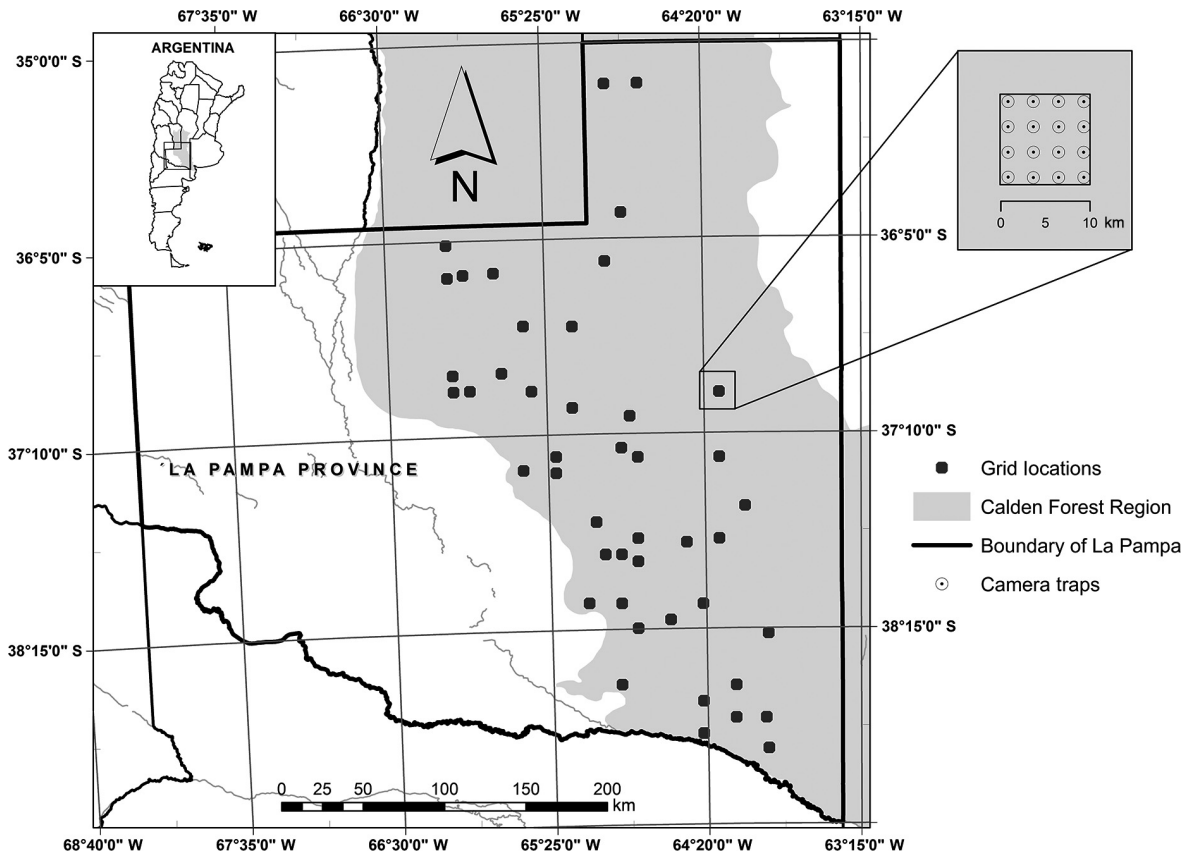 67°35'0" W 66°30'0" W 65°25'0" W 64°20'0" W 63°15'0" W
ARGENTINA
35°0'0" S
N
0 5 10 km
36°5'0" S
36°5'0" S
37°10'0" S
37°10'0" S
´LA PAMPA PROVINCE
Grid locations
Calden Forest Region
Boundary of La Pampa
Camera traps
38°15'0" S
38°15'0" S
0 25 50 100 150 200
km
68°40'0" W 67°35'0" W 66°30'0" W 65°25'0" W 64°20'0" W 63°15'0" W